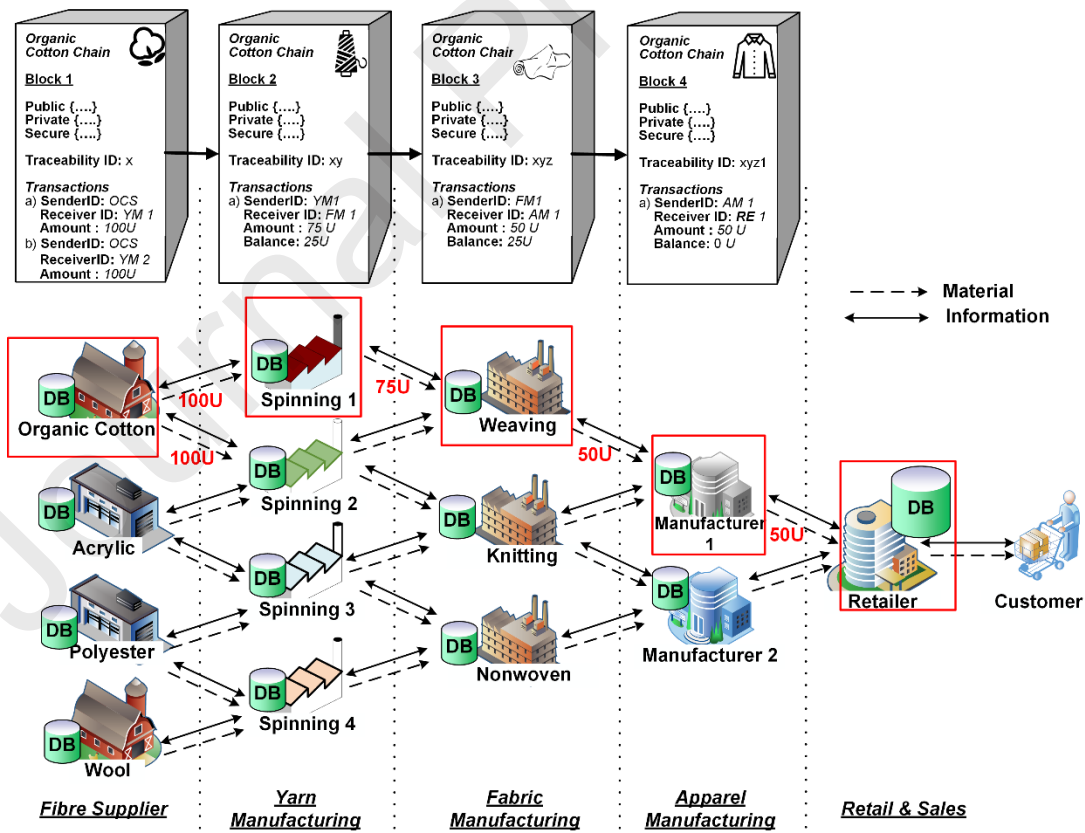 Organic
Cotton Chain
Block 1
Public {....}
Private {....}
Secure {....}
Traceability ID: x
Transactions
a) SenderID: OCS
Receiver ID: YM 1
Amount : 100U
b) SenderID: OCS
ReceiverID: YM 2
Amount : 100U
Organic
Cotton Chain
Block 2
Public {....}
Private {....}
Secure {....}
Traceability ID: xy
Transactions
a) SenderID: YM1
Receiver ID: FM 1
Amount : 75 U
Balance: 25U
Organic
Cotton Chain
Block 3
Public {....}
Private {....}
Secure {....}
Traceability ID: xyz
Transactions
a) SenderID: FM1
Receiver ID: AM 1
Amount : 50 U
Balance: 25U
Organic
Cotton Chain
Block 4
Public {....}
Private {....}
Secure {....}
Traceability ID: xyz1
Transactions
a) SenderID: AM 1
Receiver ID: RE 1
Amount : 50 U
Balance: 0 U
Material
Information
DB
Organic Cotton
100U
100U
DB
Spinning 1
75U
DB
Weaving
50U
DB
Spinning 2
DB
Acrylic
DB
Knitting
DB
Manufacturer
1
50U
DB
Retailer
Customer
DB
Spinning 3
DB
Polyester
DB
Nonwoven
DB
Manufacturer 2
DB
Spinning 4
DB
Wool
Fibre Supplier
Yarn
Manufacturing
Fabric
Manufacturing
Apparel
Manufacturing
Retail & Sales
Journal Pr